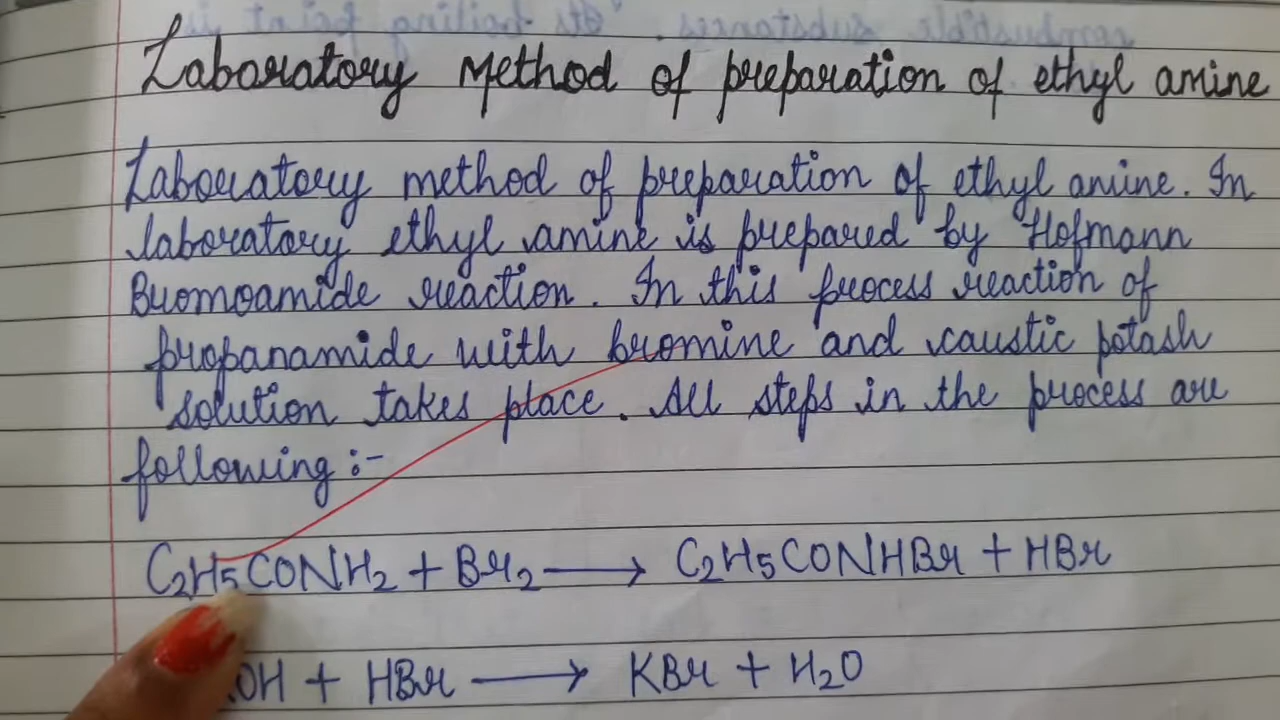 Laboratory Method of preparation of ethyl amine
Laboratory method of preparation of ethyl amine. In
laboratory ethyl amine is prepared by Hofmann
Bromoamide reaction. In this process reaction of
propanamide with bromine and caustic potash
solution takes place. All steps in the process are
following :-
C₂H₅CONH₂ + Br₂ ⟶ C₂H₅CONHBr + HBr
OH + HBr ⟶ KBr + H₂O